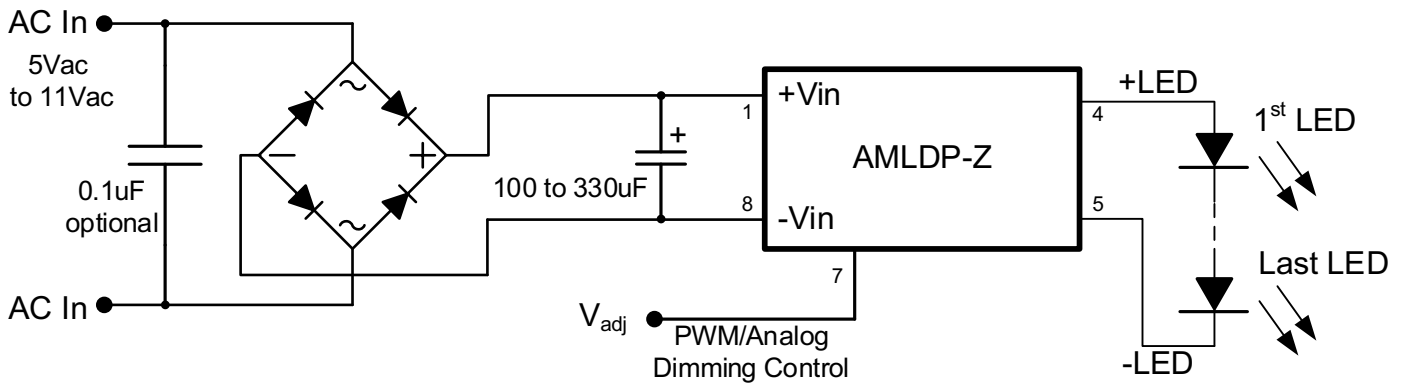 AC In
5Vac
to 11Vac
0.1uF
optional
AC In
~
−
+
~
+
100 to 330uF
1
+Vin
AMLDP-Z
8
-Vin
7
Vadj
PWM/Analog
Dimming Control
4
+LED
1st LED
5
Last LED
-LED